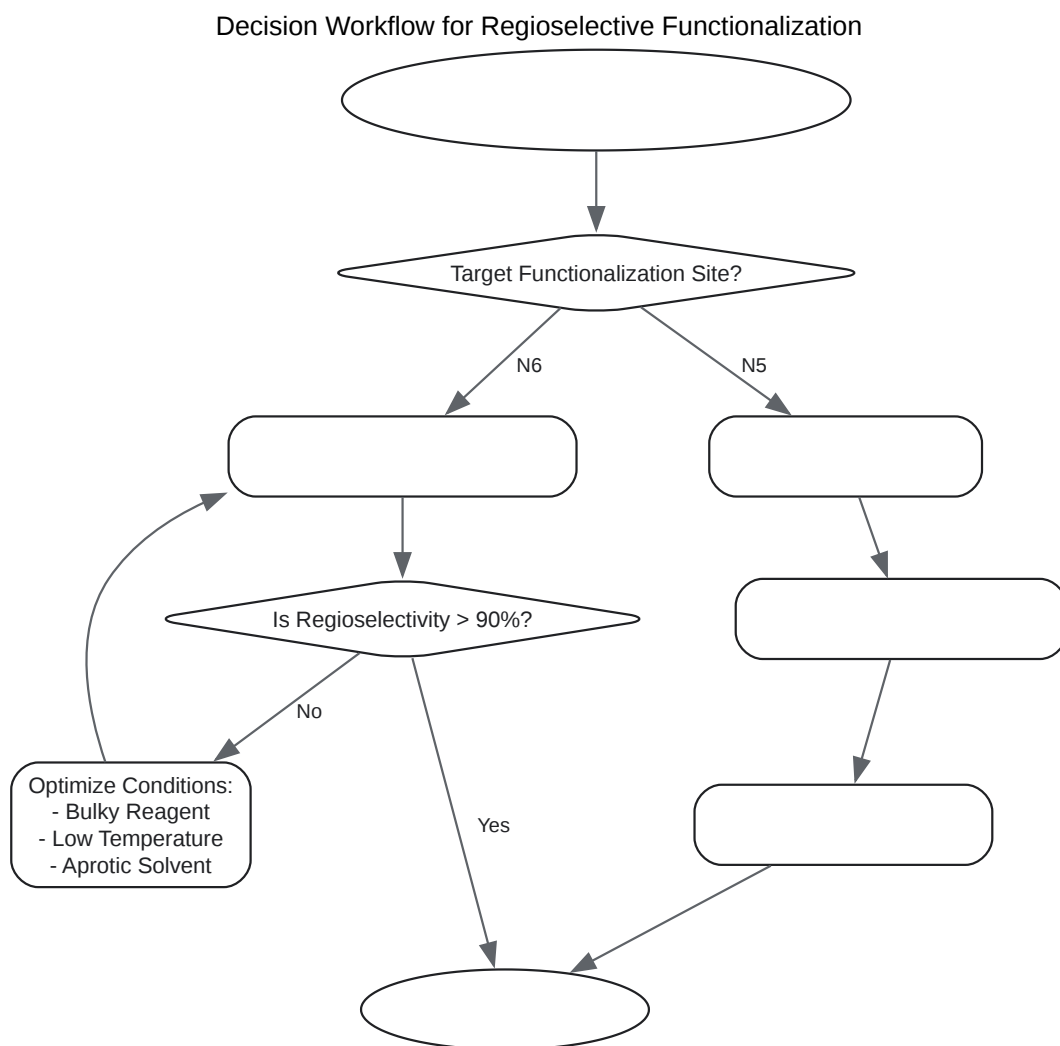 Decision Workflow for Regioselective Functionalization
Target Functionalization Site?
N6
N5
Is Regioselectivity > 90%?
No
Optimize Conditions:
- Bulky Reagent
- Low Temperature
- Aprotic Solvent
Yes